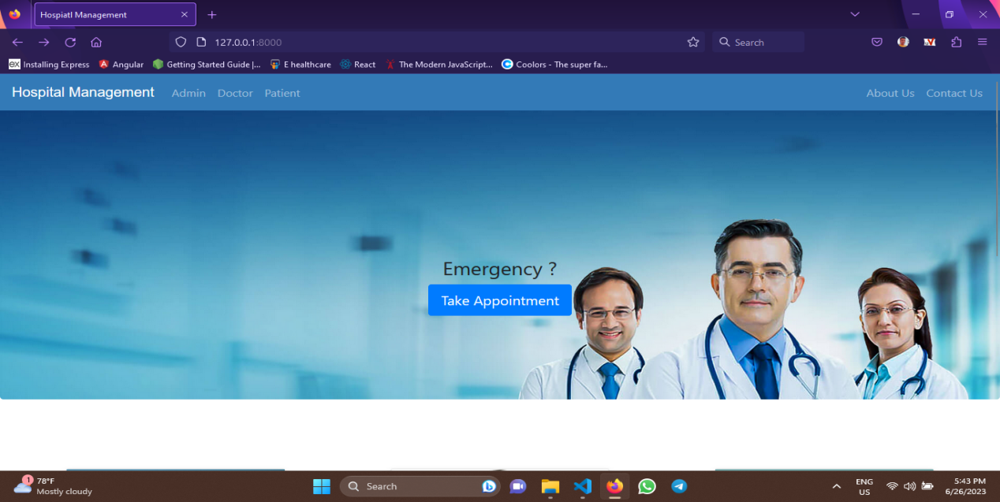 Hospiatl Management
127.0.0.1:8000
Search
ex Installing Express
Angular
Getting Started Guide |...
E healthcare
React
The Modern JavaScript...
Coolors - The super fa...
Hospital Management Admin Doctor Patient About Us Contact Us
Emergency ?
Take Appointment
1
78°F
Mostly cloudy
Search
ENG
US
5:43 PM
6/26/2023